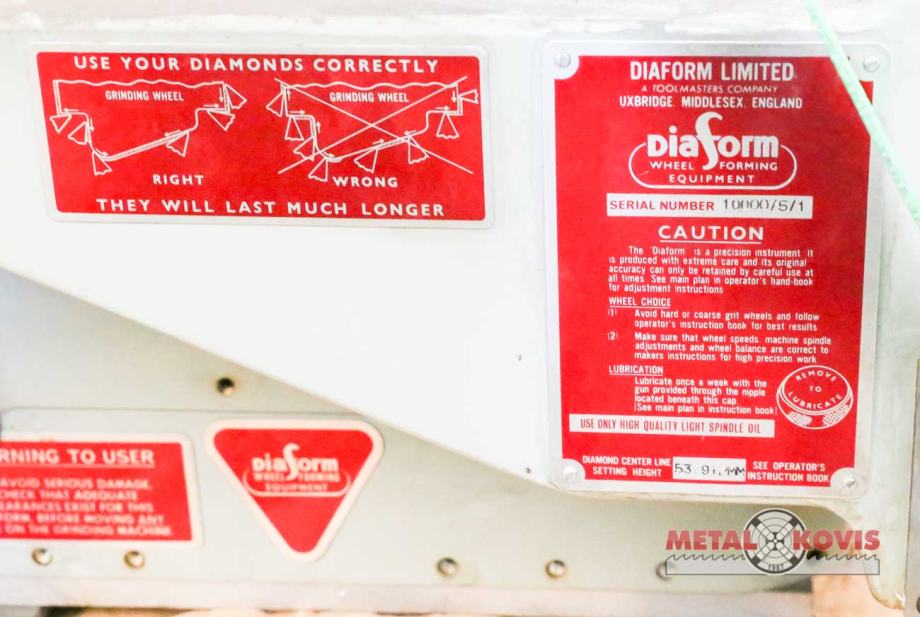 USE YOUR DIAMONDS CORRECTLY
GRINDING WHEEL
GRINDING WHEEL
RIGHT
WRONG
THEY WILL LAST MUCH LONGER
DIAFORM LIMITED
A TOOLMASTERS COMPANY
UXBRIDGE MIDDLESEX. ENGLAND
Diaform
WHEEL FORMING
EQUIPMENT
SERIAL NUMBER 10000/5/1
CAUTION
The Diaform is a precision instrument It
is produced with extreme care and its original
accuracy can only be retained by careful use at
all times See main plan in operator's hand-book
for adjustment instructions
WHEEL CHOICE
(1) Avoid hard or coarse grit wheels and follow
operator's instruction book for best results
(2) Make sure that wheel speeds machine spindle
adjustments and wheel balance are correct to
makers instructions for high precision work
LUBRICATION
Lubricate once a week with the
gun provided through the nipple
located beneath this cap.
(See main plan in instruction book)
REMOVE
TO
LUBRICATE
USE ONLY HIGH QUALITY LIGHT SPINDLE OIL
DIAMOND CENTER LINE
SETTING HEIGHT
SEE OPERATOR'S
INSTRUCTION BOOK
RNING TO USER
AVOID SERIOUS DAMAGE,
CHECK THAT ADEQUATE
EARANCES EXIST FOR THIS
FORM, BEFORE MOVING ANY
ON THE GRINDING MACHINE
Diaform
WHEEL FORMING
EQUIPMENT
METAL KOVIS
1987